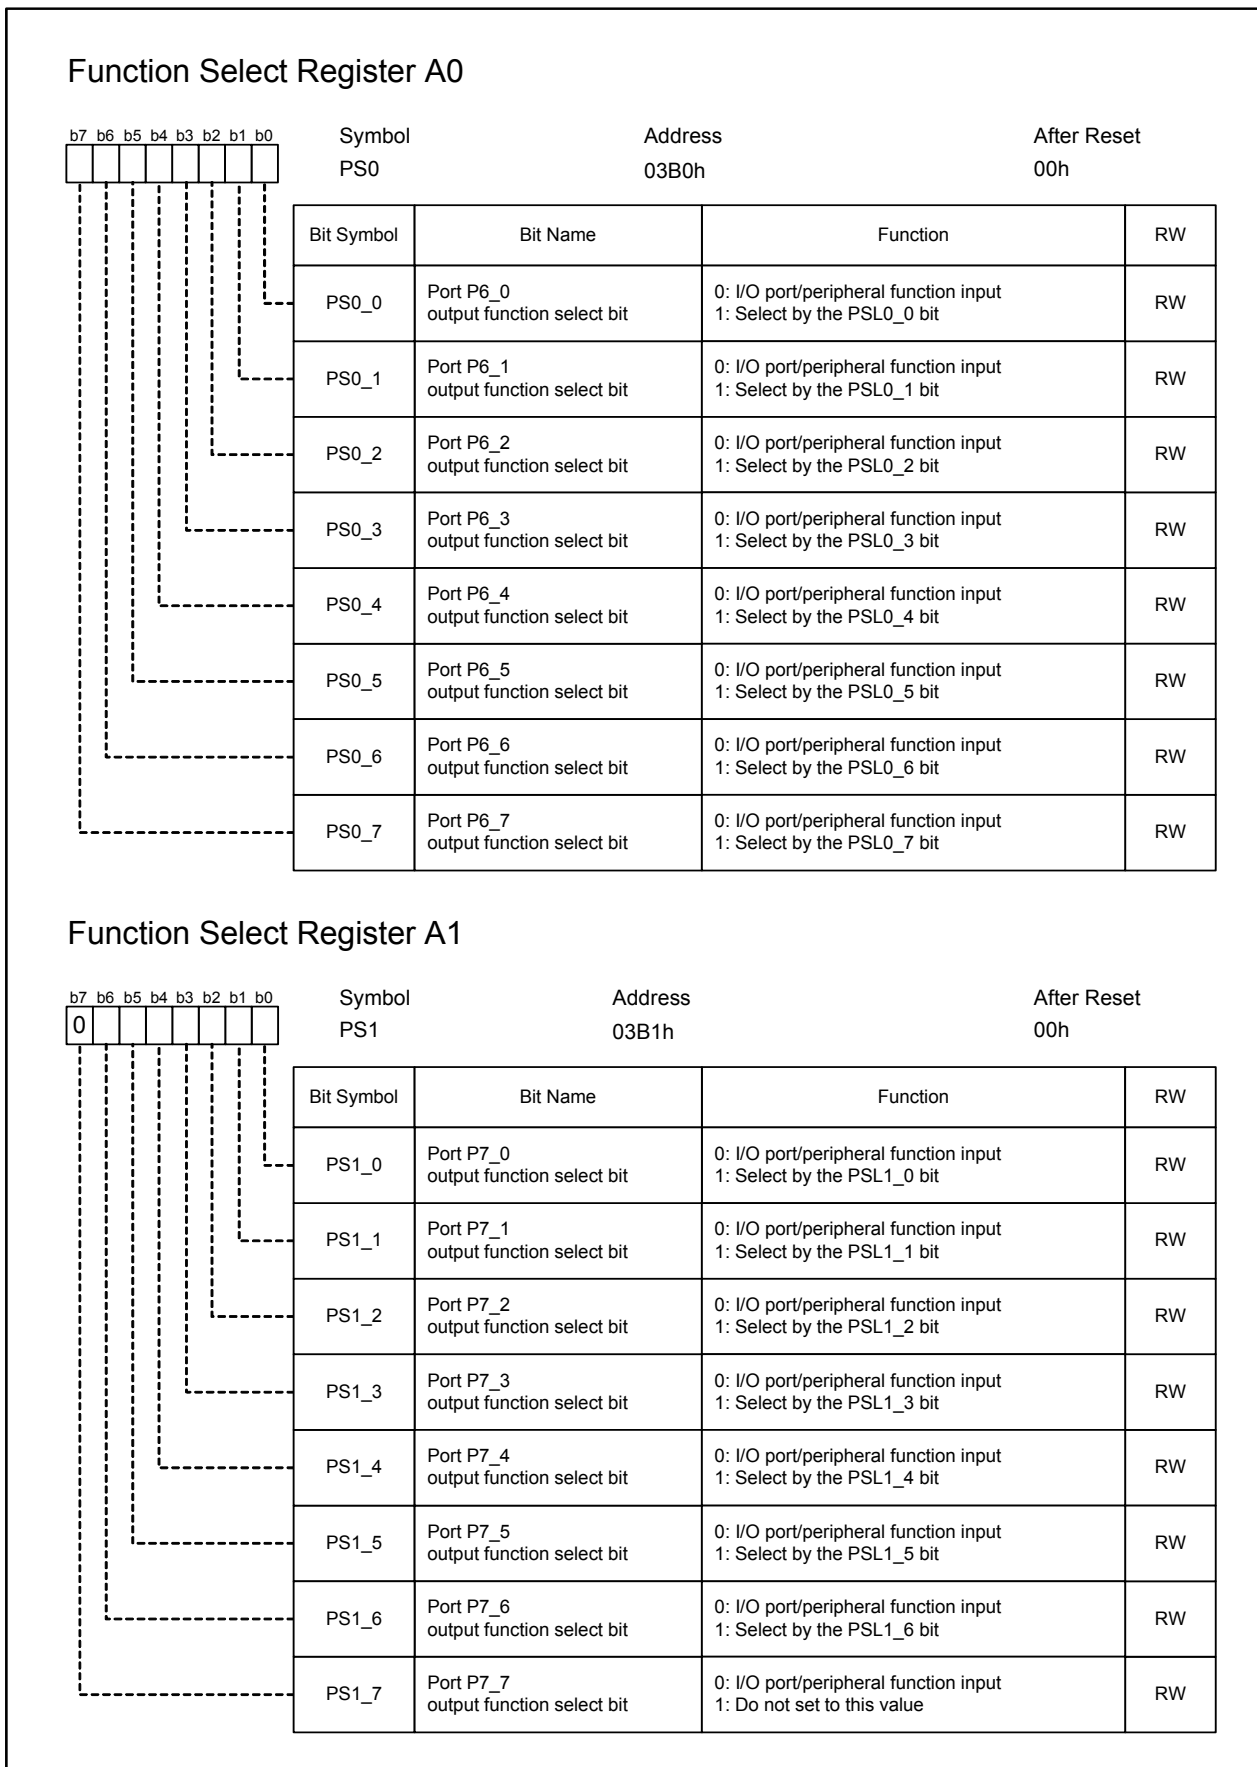 Function Select Register A0
b7 b6 b5 b4 b3 b2 b1 b0
Symbol Address After Reset
PS0 03B0h 00h
Bit Symbol Bit Name Function RW
PS0_0 Port P6_0 0: I/O port/peripheral function input RW
output function select bit 1: Select by the PSL0_0 bit
PS0_1 Port P6_1 0: I/O port/peripheral function input RW
output function select bit 1: Select by the PSL0_1 bit
PS0_2 Port P6_2 0: I/O port/peripheral function input RW
output function select bit 1: Select by the PSL0_2 bit
PS0_3 Port P6_3 0: I/O port/peripheral function input RW
output function select bit 1: Select by the PSL0_3 bit
PS0_4 Port P6_4 0: I/O port/peripheral function input RW
output function select bit 1: Select by the PSL0_4 bit
PS0_5 Port P6_5 0: I/O port/peripheral function input RW
output function select bit 1: Select by the PSL0_5 bit
PS0_6 Port P6_6 0: I/O port/peripheral function input RW
output function select bit 1: Select by the PSL0_6 bit
PS0_7 Port P6_7 0: I/O port/peripheral function input RW
output function select bit 1: Select by the PSL0_7 bit
Function Select Register A1
b7 b6 b5 b4 b3 b2 b1 b0
0
Symbol Address After Reset
PS1 03B1h 00h
Bit Symbol Bit Name Function RW
PS1_0 Port P7_0 0: I/O port/peripheral function input RW
output function select bit 1: Select by the PSL1_0 bit
PS1_1 Port P7_1 0: I/O port/peripheral function input RW
output function select bit 1: Select by the PSL1_1 bit
PS1_2 Port P7_2 0: I/O port/peripheral function input RW
output function select bit 1: Select by the PSL1_2 bit
PS1_3 Port P7_3 0: I/O port/peripheral function input RW
output function select bit 1: Select by the PSL1_3 bit
PS1_4 Port P7_4 0: I/O port/peripheral function input RW
output function select bit 1: Select by the PSL1_4 bit
PS1_5 Port P7_5 0: I/O port/peripheral function input RW
output function select bit 1: Select by the PSL1_5 bit
PS1_6 Port P7_6 0: I/O port/peripheral function input RW
output function select bit 1: Select by the PSL1_6 bit
PS1_7 Port P7_7 0: I/O port/peripheral function input RW
output function select bit 1: Do not set to this value